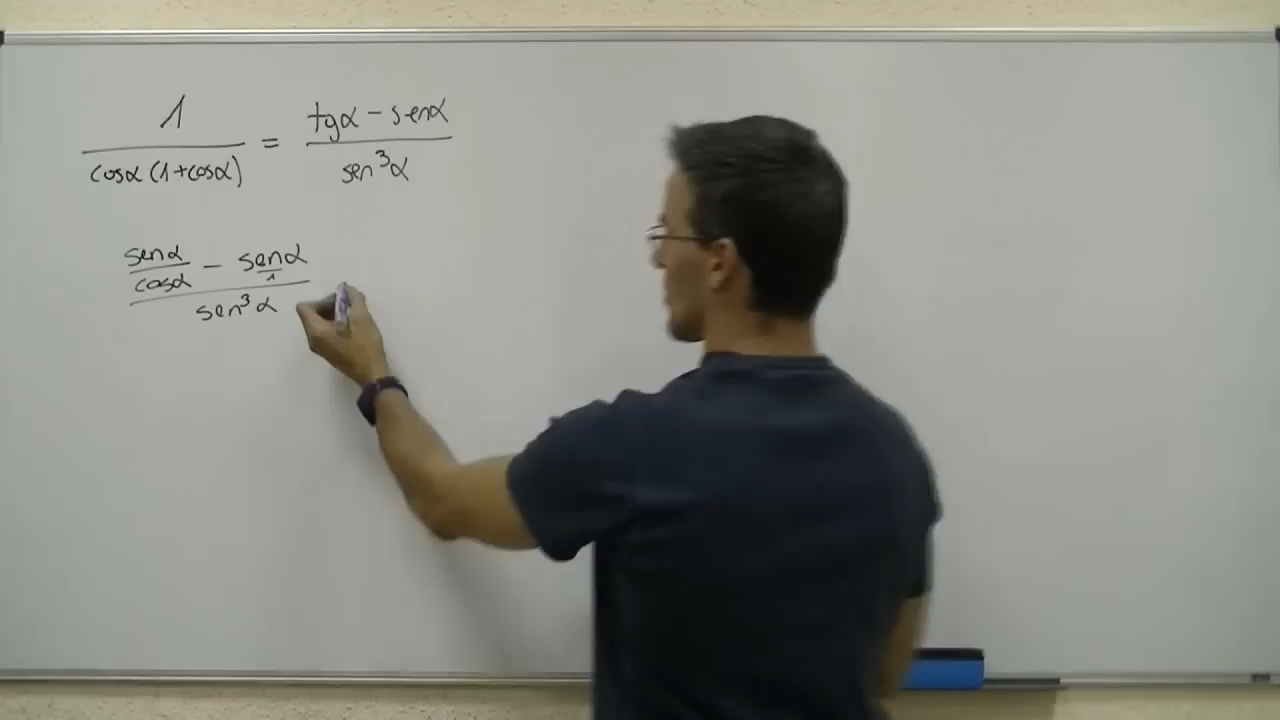 1/(cosα(1+cosα)) = (tgα - senα)/(sen³α)
(senα/cosα - senα/1)/(sen³α)